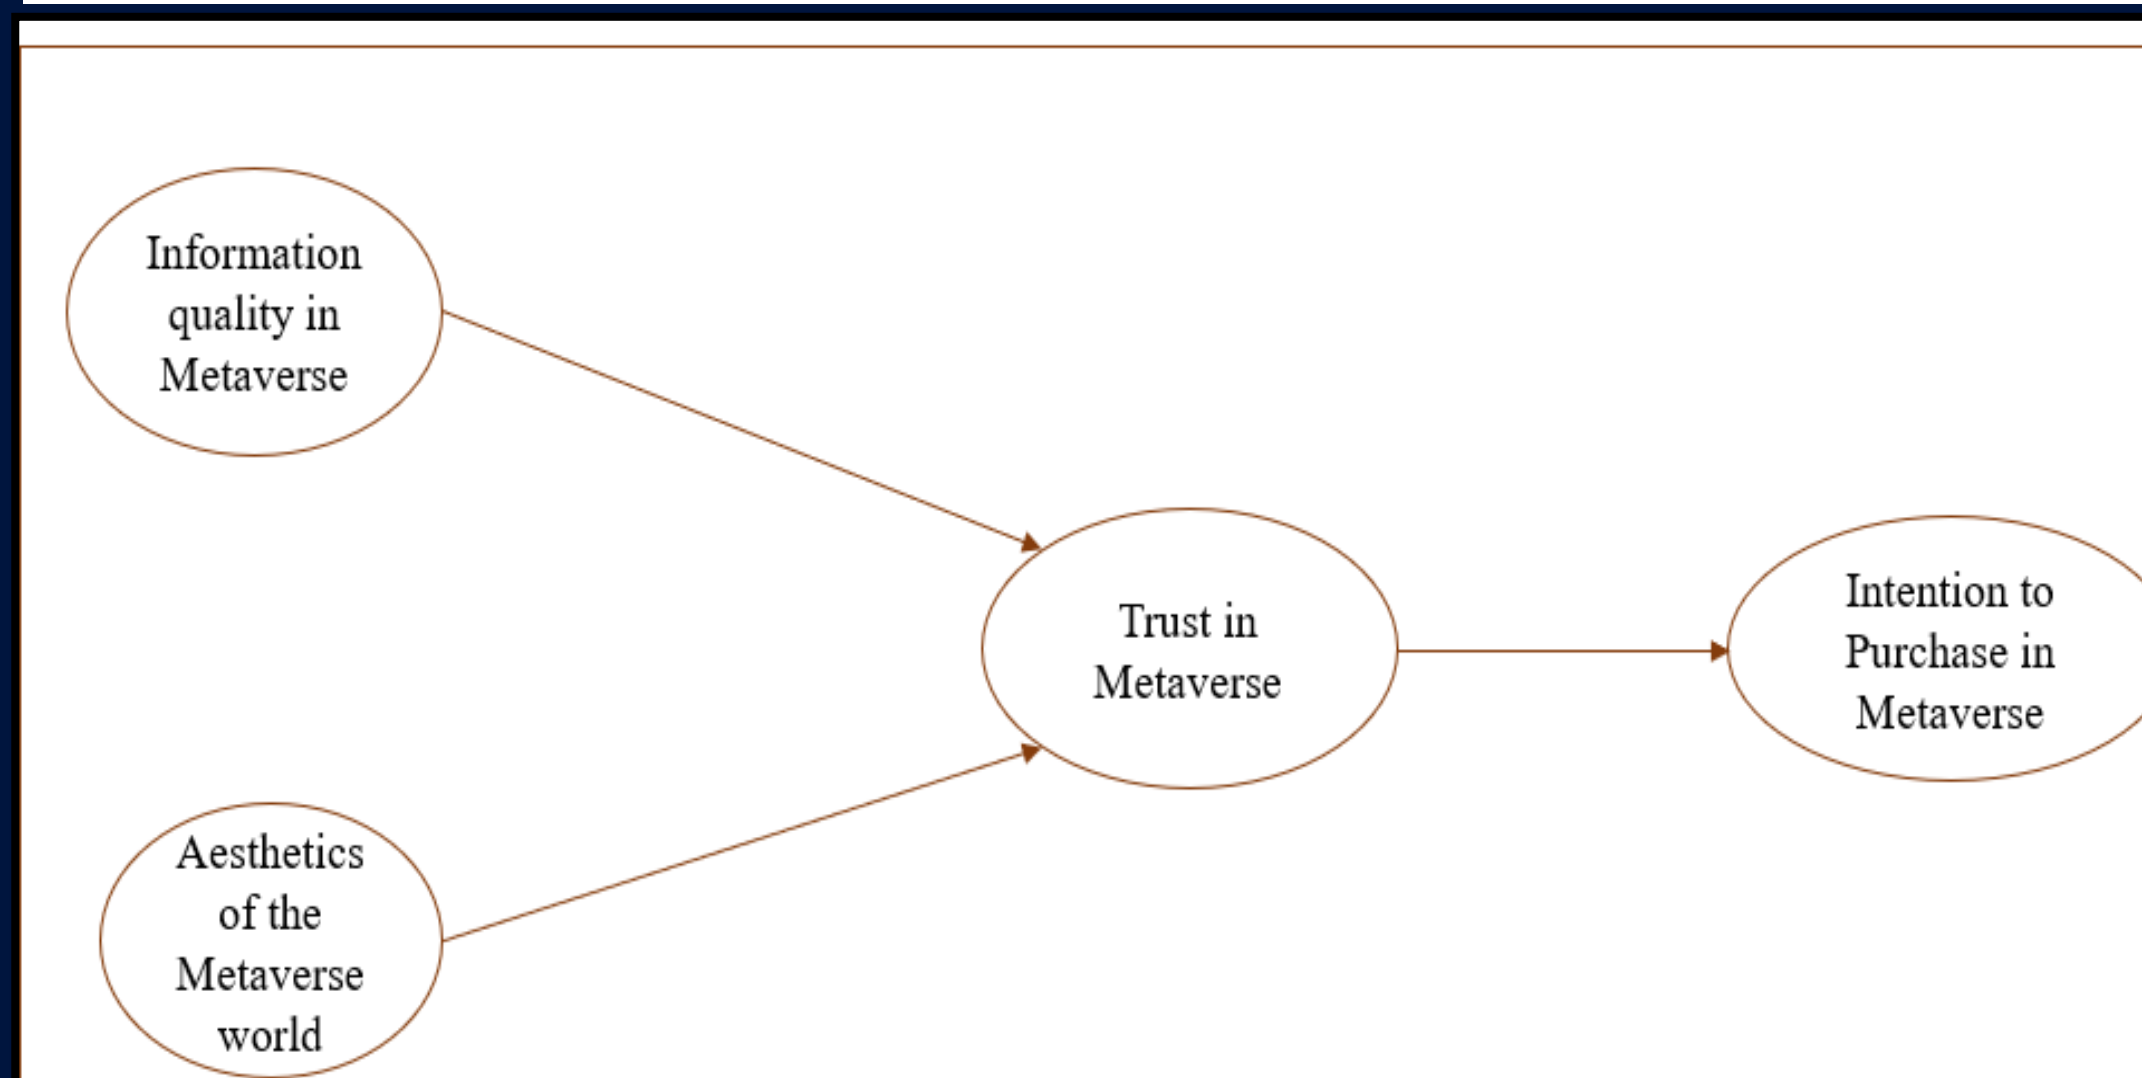 Information
quality in
Metaverse
Trust in
Metaverse
Intention to
Purchase in
Metaverse
Aesthetics
of the
Metaverse
world